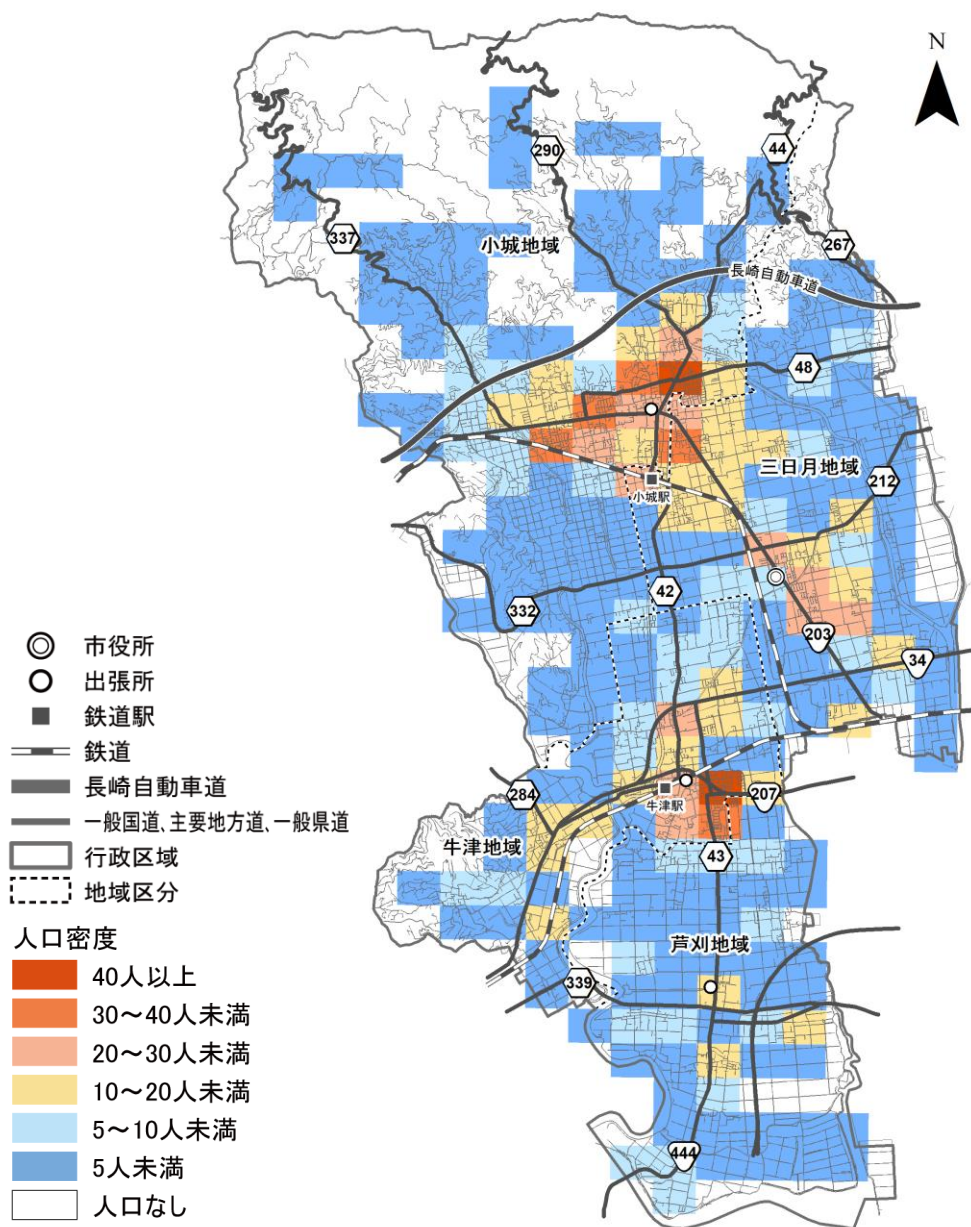 N
290
44
337
小城地域
267
長崎自動車道
48
三日月地域
212
小城駅
332
42
203
34
市役所
出張所
鉄道駅
鉄道
長崎自動車道
一般国道、主要地方道、一般県道
行政区域
地域区分
284
牛津駅
207
牛津地域
43
芦刈地域
339
444
人口密度
40人以上
30~40人未満
20~30人未満
10~20人未満
5~10人未満
5人未満
人口なし